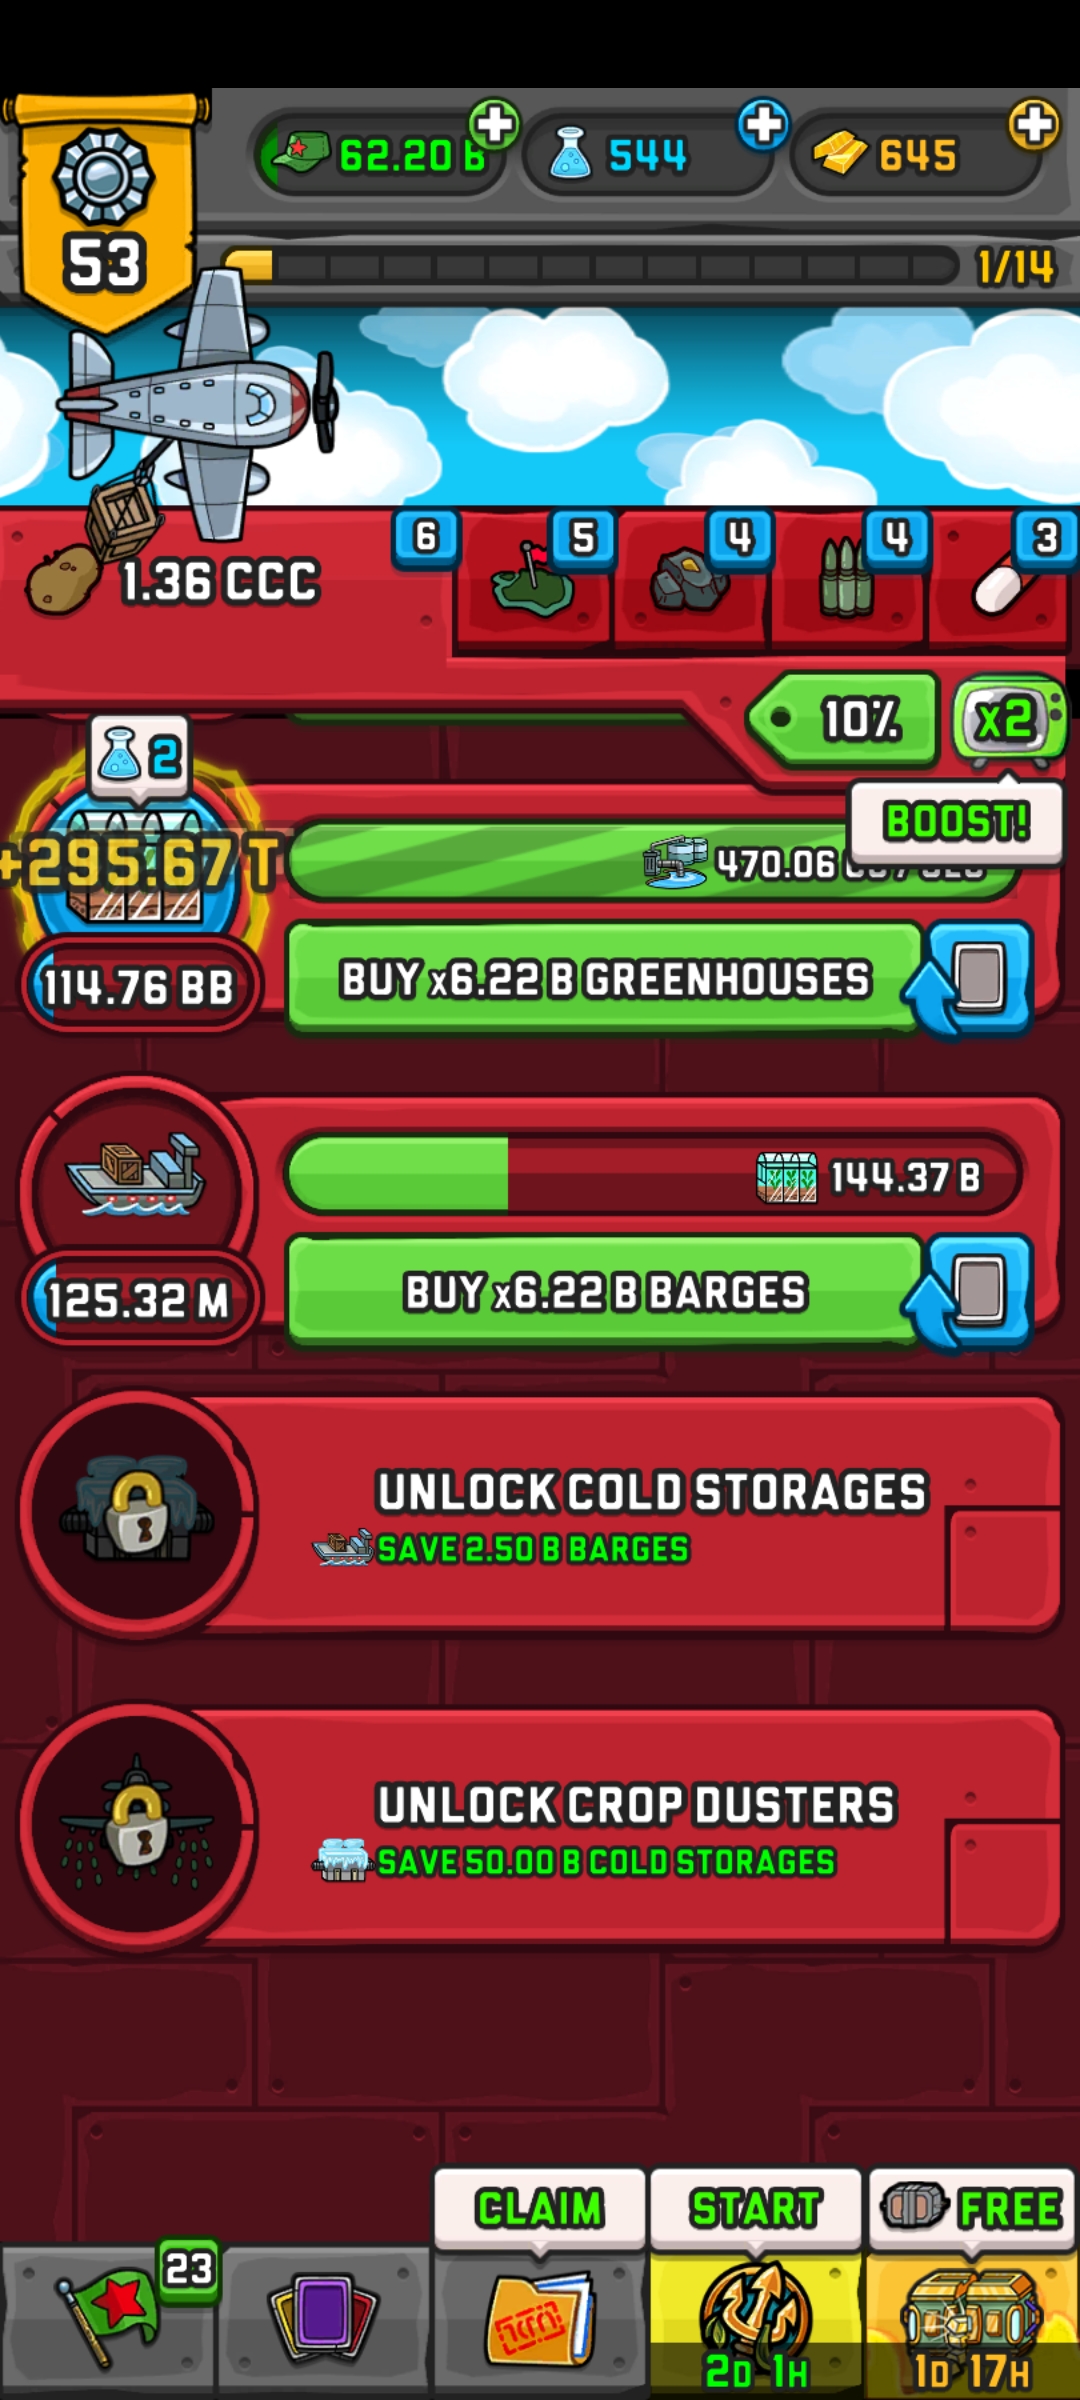 62.20 B
544
645
53
1/14
1.36 CCC
6
5
4
4
3
10%
x2
BOOST!
2
+295.67 T
470.06
114.76 BB
BUY x6.22 B GREENHOUSES
144.37 B
125.32 M
BUY x6.22 B BARGES
UNLOCK COLD STORAGES
SAVE 2.50 B BARGES
UNLOCK CROP DUSTERS
SAVE 50.00 B COLD STORAGES
CLAIM
START
FREE
23
2D 1H
1D 17H